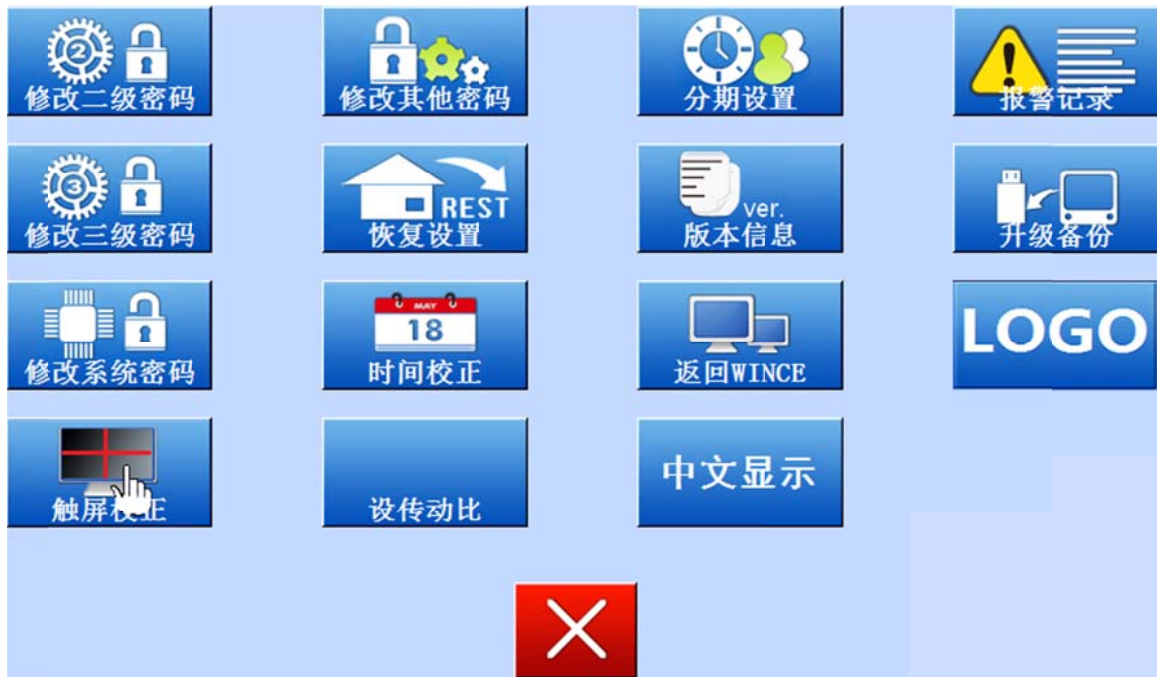 2
修改二级密码
修改其他密码
分期设置
报警记录
3
修改三级密码
REST
恢复设置
ver.
版本信息
升级备份
修改系统密码
MAY
18
时间校正
返回WINCE
LOGO
触屏校正
设传动比
中文显示